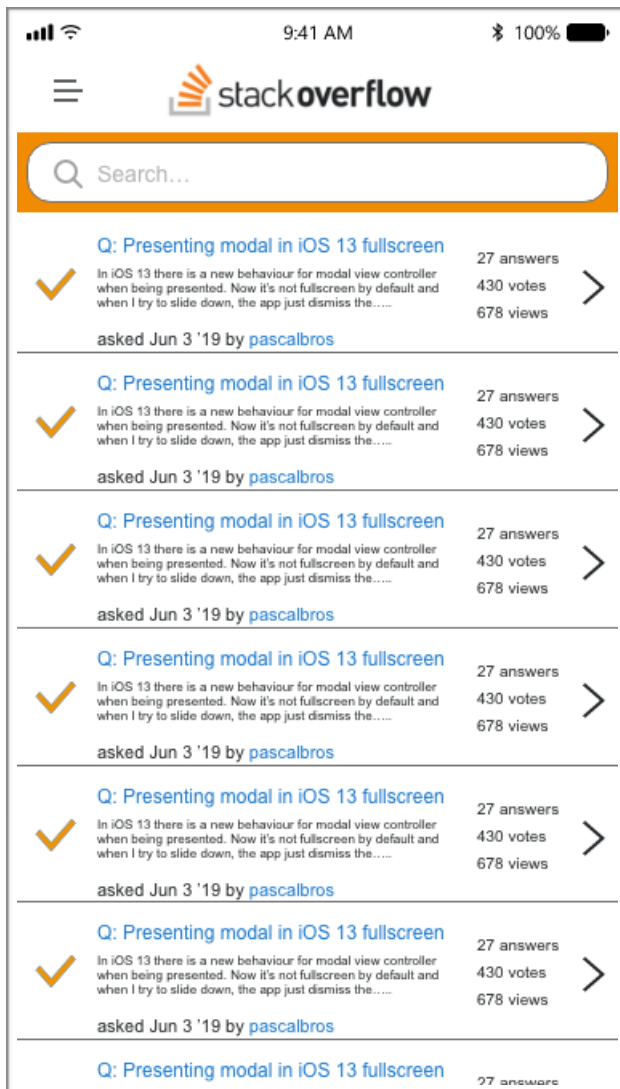 9:41 AM
100%
stackoverflow
Search...
Q: Presenting modal in iOS 13 fullscreen
In iOS 13 there is a new behaviour for modal view controller
when being presented. Now it's not fullscreen by default and
when I try to slide down, the app just dismiss the.....
asked Jun 3 '19 by pascalbros
27 answers
430 votes
678 views
Q: Presenting modal in iOS 13 fullscreen
In iOS 13 there is a new behaviour for modal view controller
when being presented. Now it's not fullscreen by default and
when I try to slide down, the app just dismiss the.....
asked Jun 3 '19 by pascalbros
27 answers
430 votes
678 views
Q: Presenting modal in iOS 13 fullscreen
In iOS 13 there is a new behaviour for modal view controller
when being presented. Now it's not fullscreen by default and
when I try to slide down, the app just dismiss the.....
asked Jun 3 '19 by pascalbros
27 answers
430 votes
678 views
Q: Presenting modal in iOS 13 fullscreen
In iOS 13 there is a new behaviour for modal view controller
when being presented. Now it's not fullscreen by default and
when I try to slide down, the app just dismiss the.....
asked Jun 3 '19 by pascalbros
27 answers
430 votes
678 views
Q: Presenting modal in iOS 13 fullscreen
In iOS 13 there is a new behaviour for modal view controller
when being presented. Now it's not fullscreen by default and
when I try to slide down, the app just dismiss the.....
asked Jun 3 '19 by pascalbros
27 answers
430 votes
678 views
Q: Presenting modal in iOS 13 fullscreen
In iOS 13 there is a new behaviour for modal view controller
when being presented. Now it's not fullscreen by default and
when I try to slide down, the app just dismiss the.....
asked Jun 3 '19 by pascalbros
27 answers
430 votes
678 views
Q: Presenting modal in iOS 13 fullscreen
27 answers